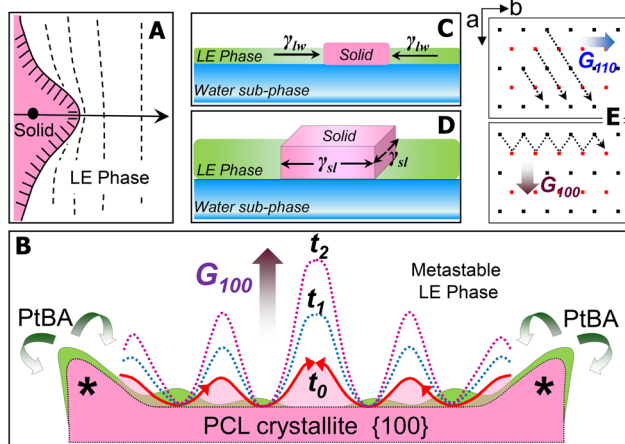 A
Solid
LE Phase
C
γlw
γlw
LE Phase
Solid
Water sub-phase
D
Solid
LE Phase
γsl
γsl
Water sub-phase
a
b
G110
E
G100
B
t2
G100
Metastable
LE Phase
PtBA
t1
PtBA
t0
*
*
PCL crystallite {100}